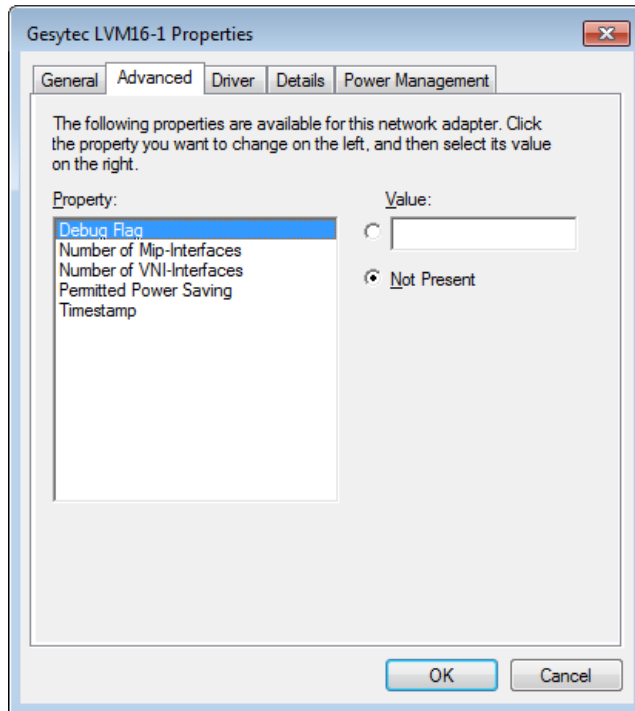 Gesytec LVM16-1 Properties
General Advanced Driver Details Power Management
The following properties are available for this network adapter. Click
the property you want to change on the left, and then select its value
on the right.
Property: Value:
Debug Flag
Number of Mip-Interfaces
Number of VNI-Interfaces
Permitted Power Saving
Timestamp
Not Present
OK Cancel